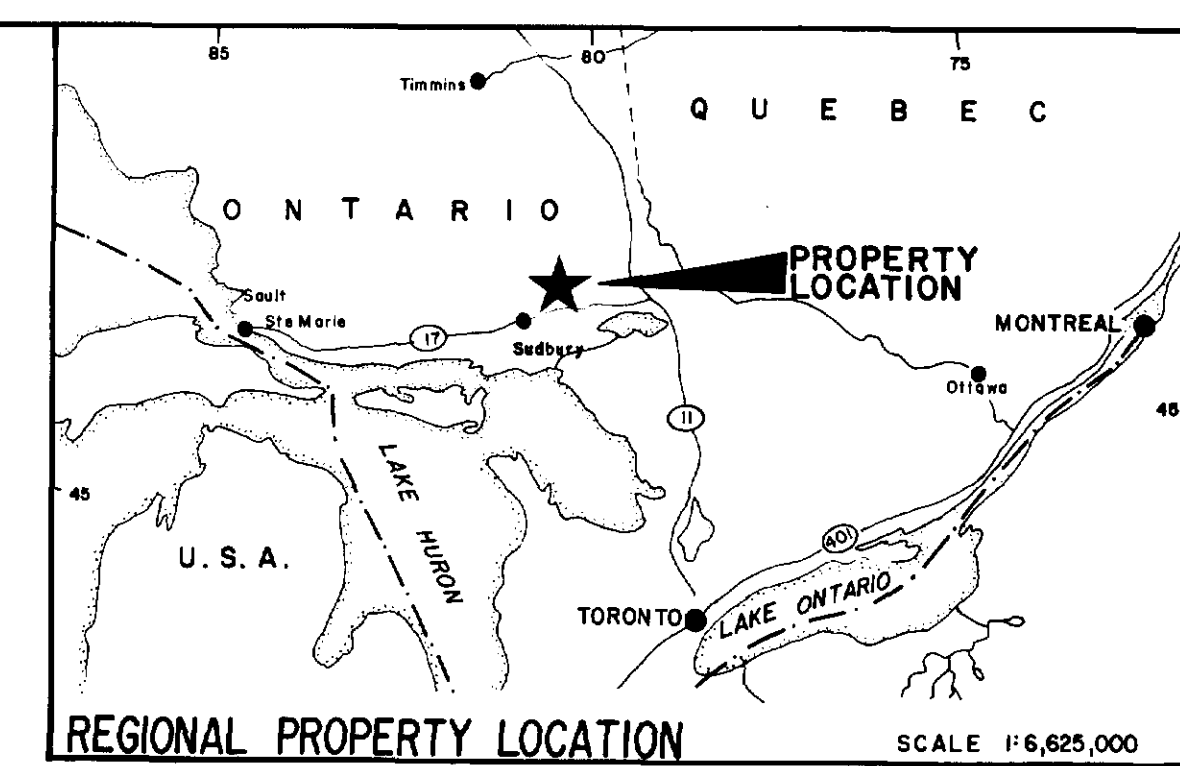 85
80
75
Timmins
QUEBEC
ONTARIO
PROPERTY
LOCATION
Sault
Ste Marie
17
Sudbury
MONTREAL
Ottawa
11
45
45
LAKE HURON
U.S.A.
401
TORONTO
LAKE ONTARIO
REGIONAL PROPERTY LOCATION
SCALE 1:6,625,000